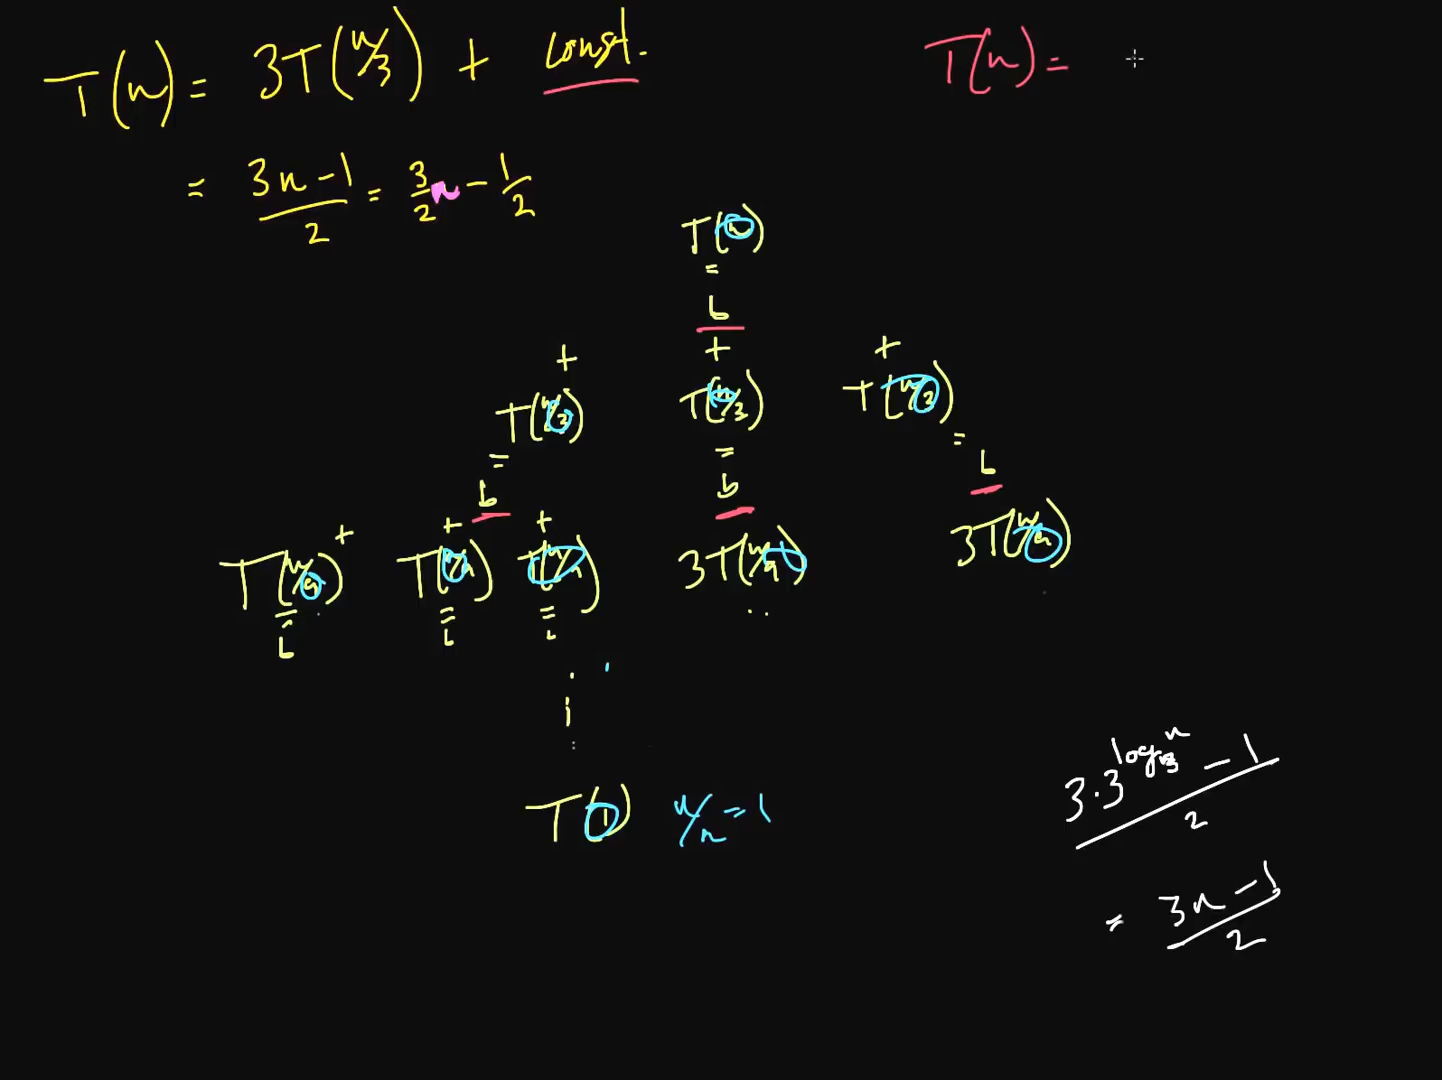 T(n) = 3T(n/3) + const.
T(n) =
= 3n-1/2 = 3/2 n - 1/2
T(n)
=
b
+ + +
T(n/3) T(n/3) T(n/3)
= = =
b b b
+ + +
T(n/9) T(n/9) T(n/9) 3T(n/9) 3T(n/9)
= = = ..
b b b
T(1) n/n = 1
3·3^log₃n - 1 / 2
= 3n-1/2